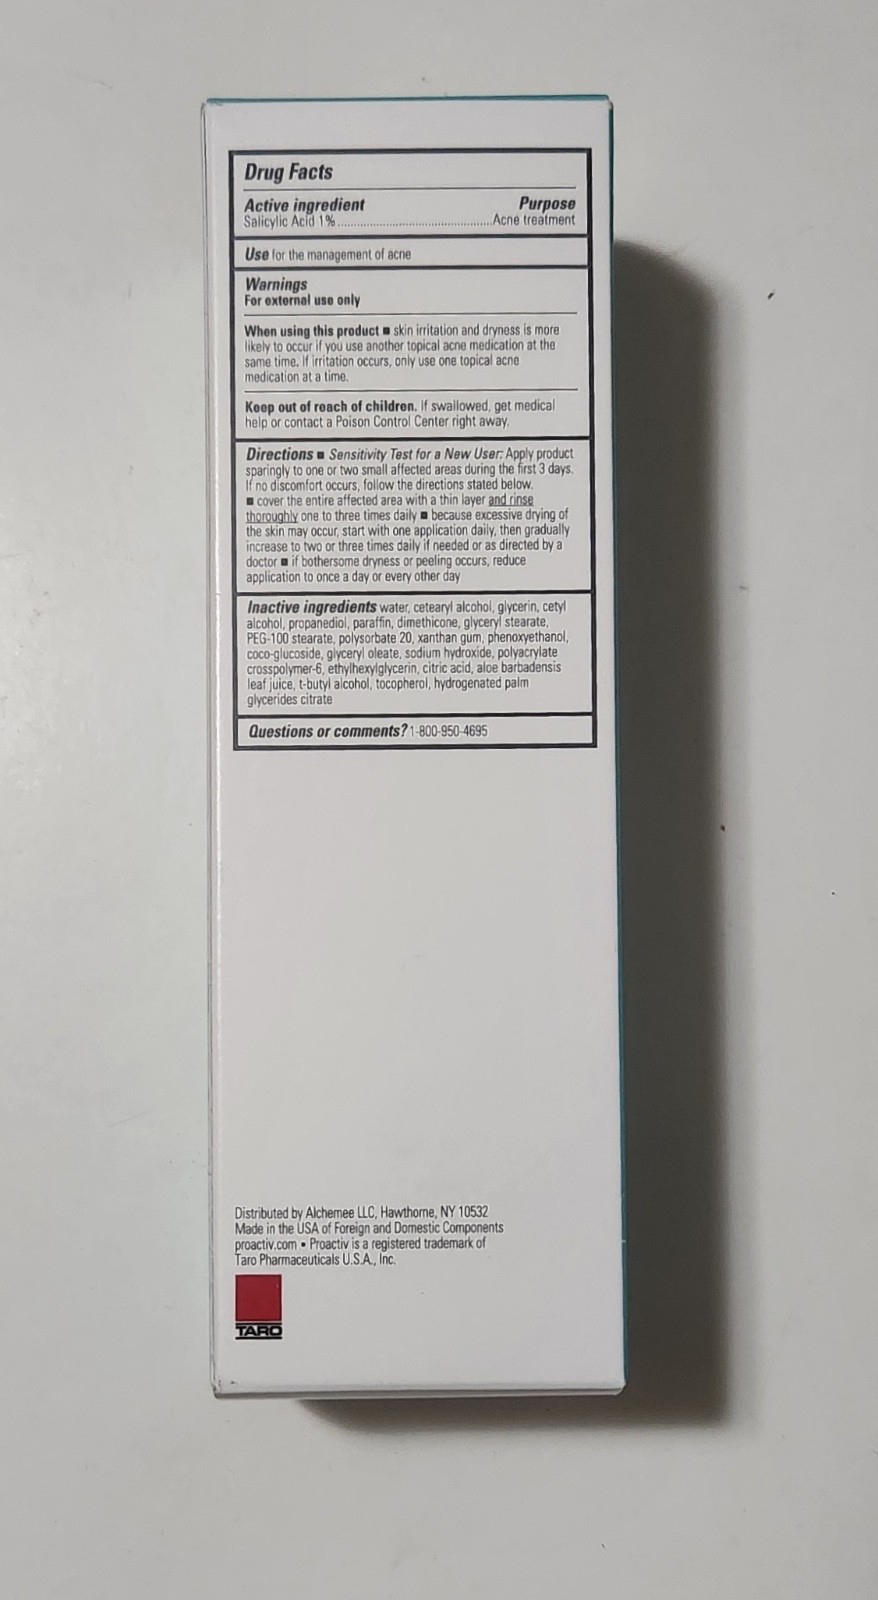 Drug Facts
Active ingredient Purpose
Salicylic Acid 1%................................................Acne treatment
Use for the management of acne
Warnings
For external use only
When using this product ■ skin irritation and dryness is more
likely to occur if you use another topical acne medication at the
same time. If irritation occurs, only use one topical acne
medication at a time.
Keep out of reach of children. If swallowed, get medical
help or contact a Poison Control Center right away.
Directions ■ Sensitivity Test for a New User: Apply product
sparingly to one or two small affected areas during the first 3 days.
If no discomfort occurs, follow the directions stated below.
■ cover the entire affected area with a thin layer and rinse
thoroughly one to three times daily ■ because excessive drying of
the skin may occur, start with one application daily, then gradually
increase to two or three times daily if needed or as directed by a
doctor ■ if bothersome dryness or peeling occurs, reduce
application to once a day or every other day
Inactive ingredients water, cetearyl alcohol, glycerin, cetyl
alcohol, propanediol, paraffin, dimethicone, glyceryl stearate,
PEG-100 stearate, polysorbate 20, xanthan gum, phenoxyethanol,
coco-glucoside, glyceryl oleate, sodium hydroxide, polyacrylate
crosspolymer-6, ethylhexylglycerin, citric acid, aloe barbadensis
leaf juice, t-butyl alcohol, tocopherol, hydrogenated palm
glycerides citrate
Questions or comments? 1-800-950-4695
Distributed by Alchemee LLC, Hawthorne, NY 10532
Made in the USA of Foreign and Domestic Components
proactiv.com • Proactiv is a registered trademark of
Taro Pharmaceuticals U.S.A., Inc.
TARO